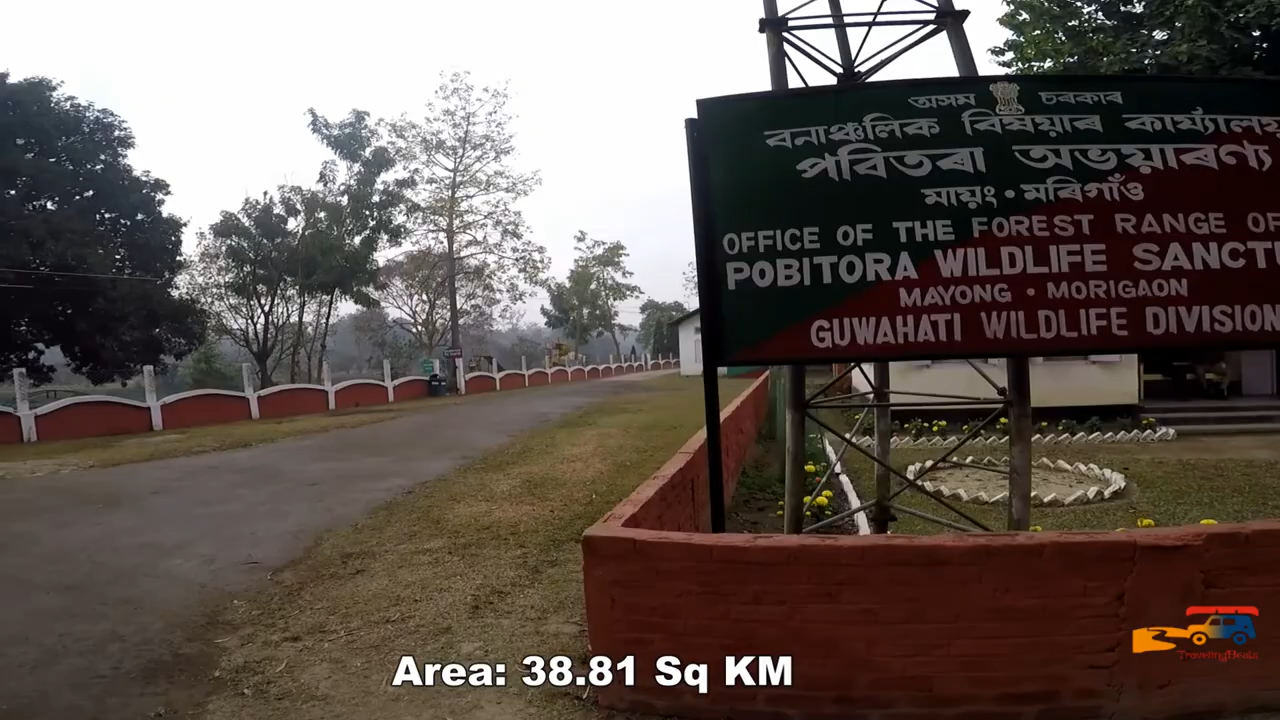 অসম চৰকাৰ
বনাঞ্চলিক বিষয়াৰ কাৰ্য্যালয়
পবিতৰা অভয়াৰণ্য
মায়ং • মৰিগাঁও
OFFICE OF THE FOREST RANGE OF
POBITORA WILDLIFE SANCTU
MAYONG • MORIGAON
GUWAHATI WILDLIFE DIVISION
Area: 38.81 Sq KM
TravelingBeats